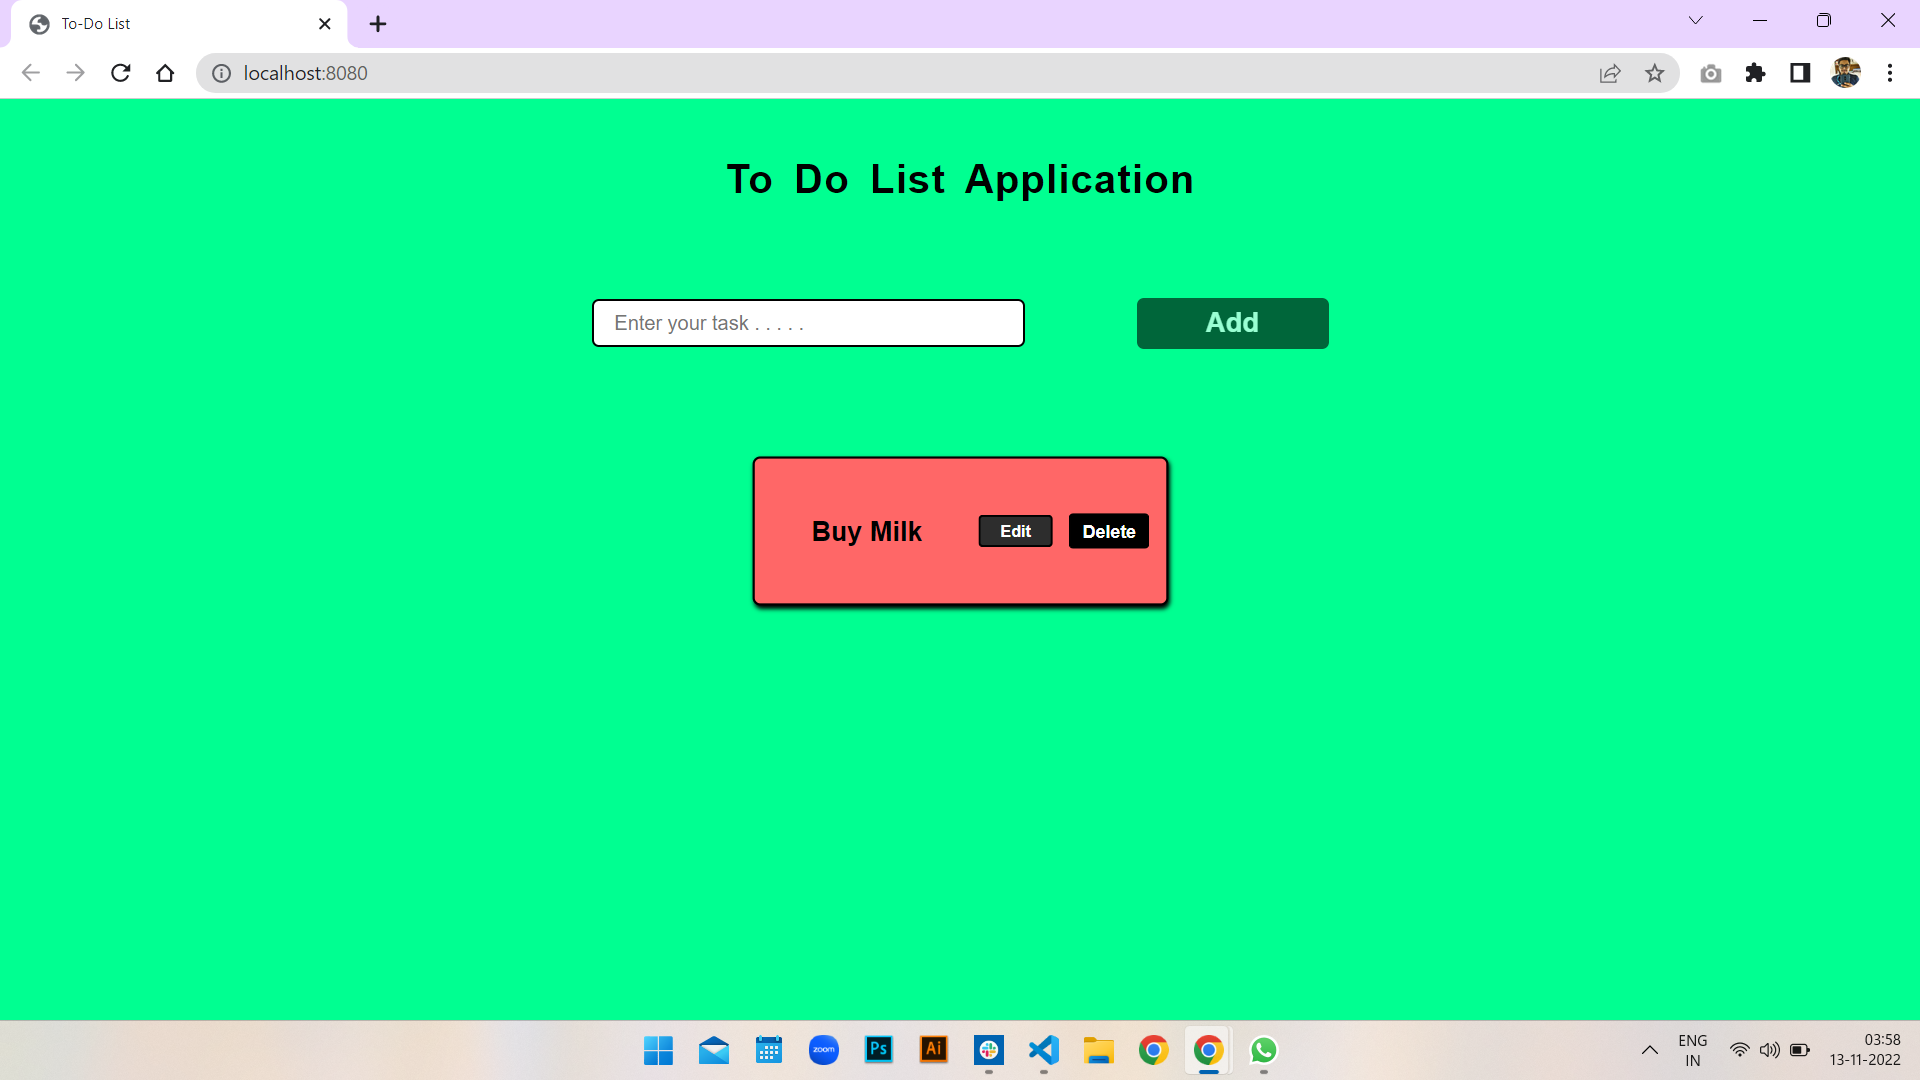 To-Do List
localhost:8080
To Do List Application
Enter your task . . . . .
Add
Buy Milk
Edit
Delete
zoom
Ps
Ai
ENG
IN
03:58
13-11-2022